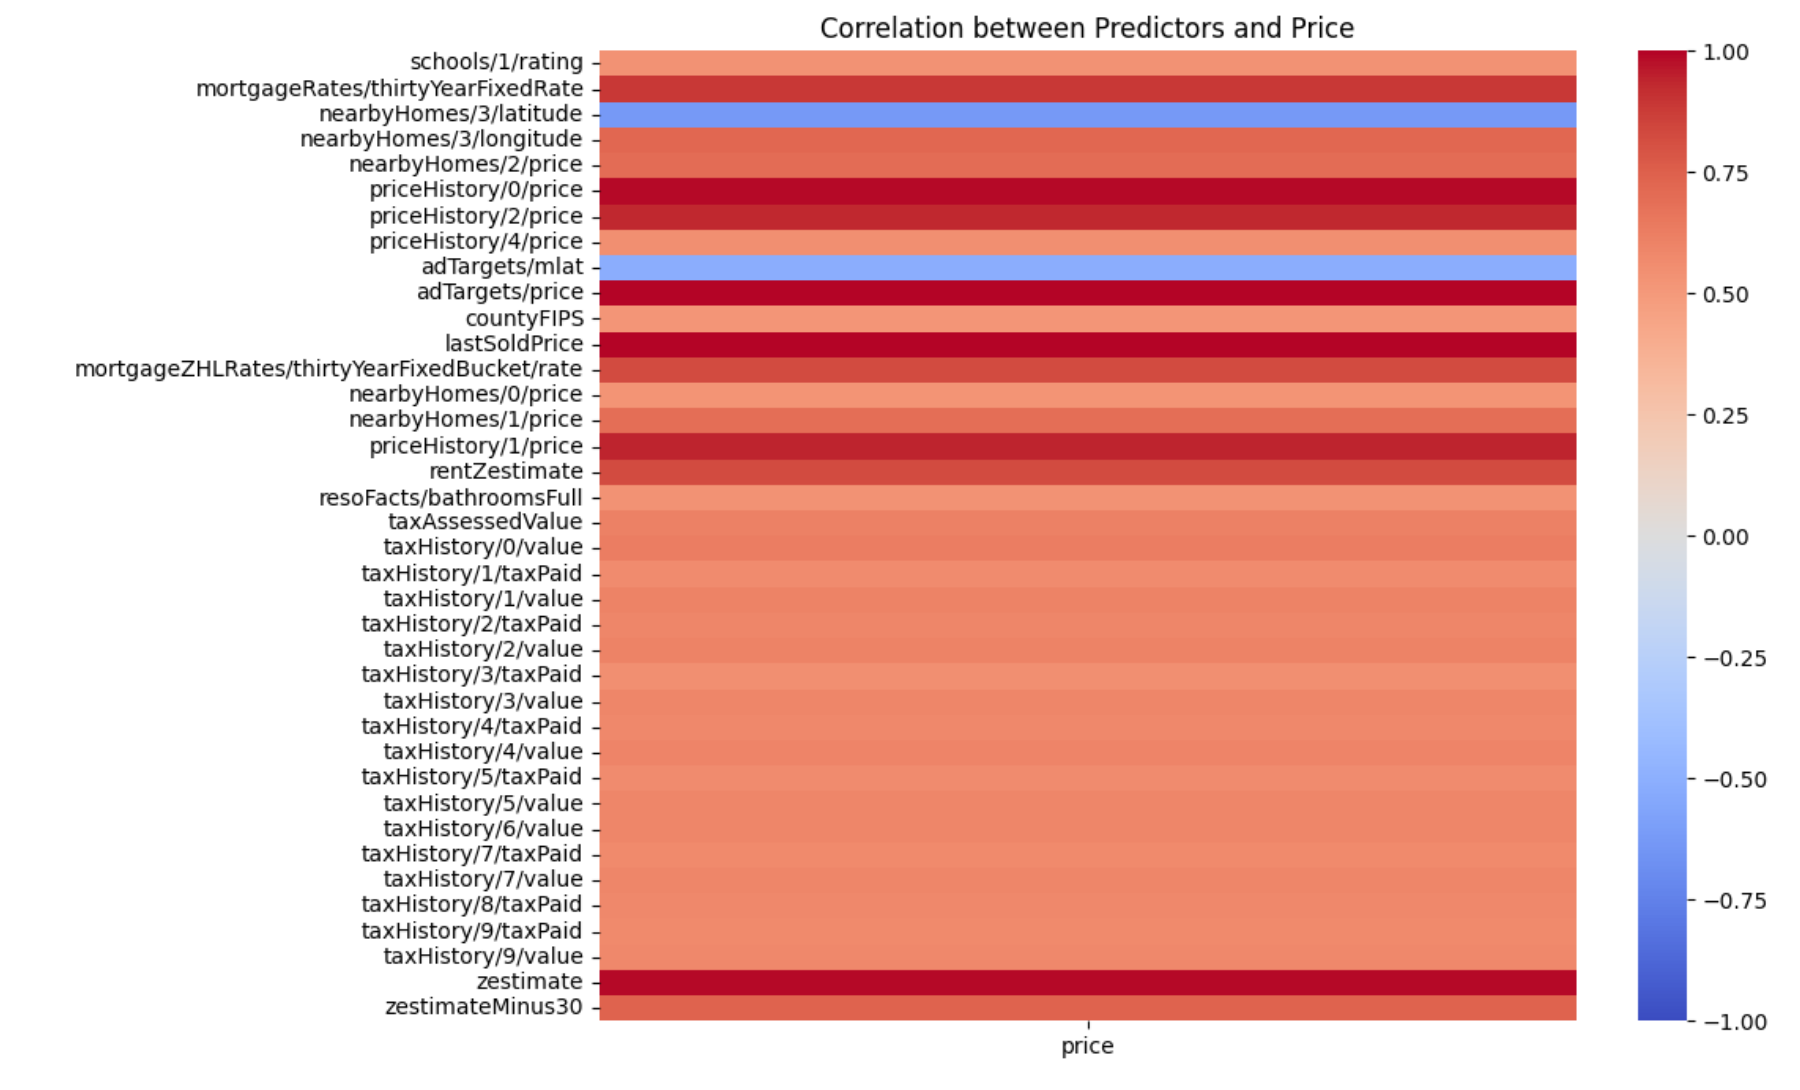 Correlation between Predictors and Price
schools/1/rating
mortgageRates/thirtyYearFixedRate
nearbyHomes/3/latitude
nearbyHomes/3/longitude
nearbyHomes/2/price
priceHistory/0/price
priceHistory/2/price
priceHistory/4/price
adTargets/mlat
adTargets/price
countyFIPS
lastSoldPrice
mortgageZHLRates/thirtyYearFixedBucket/rate
nearbyHomes/0/price
nearbyHomes/1/price
priceHistory/1/price
rentZestimate
resoFacts/bathroomsFull
taxAssessedValue
taxHistory/0/value
taxHistory/1/taxPaid
taxHistory/1/value
taxHistory/2/taxPaid
taxHistory/2/value
taxHistory/3/taxPaid
taxHistory/3/value
taxHistory/4/taxPaid
taxHistory/4/value
taxHistory/5/taxPaid
taxHistory/5/value
taxHistory/6/value
taxHistory/7/taxPaid
taxHistory/7/value
taxHistory/8/taxPaid
taxHistory/9/taxPaid
taxHistory/9/value
zestimate
zestimateMinus30
price
1.00
0.75
0.50
0.25
0.00
−0.25
−0.50
−0.75
−1.00